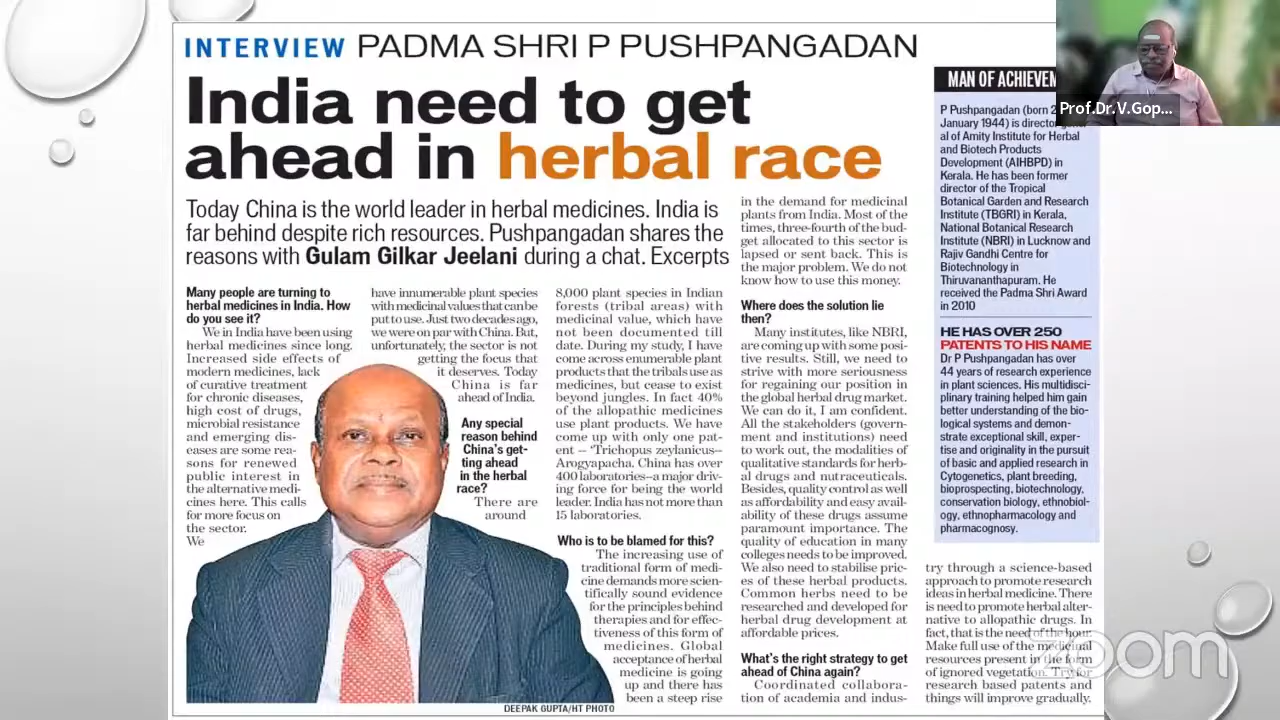 INTERVIEW PADMA SHRI P PUSHPANGADAN
India need to get
ahead in herbal race
Today China is the world leader in herbal medicines. India is
far behind despite rich resources. Pushpangadan shares the
reasons with Gulam Gilkar Jeelani during a chat. Excerpts
Many people are turning to
herbal medicines in India. How
do you see it?
We in India have been using
herbal medicines since long.
Increased side effects of
modern medicines, lack
of curative treatment
for chronic diseases,
high cost of drugs,
microbial resistance
and emerging dis-
eases are some rea-
sons for renewed
public interest in
the alternative medi-
cines here. This calls
for more focus on
the sector.
We
have innumerable plant species
with medicinal values that can be
put to use. Just two decades ago,
we were on par with China. But,
unfortunately, the sector is not
getting the focus that
it deserves. Today
China is far
ahead of India.
Any special
reason behind
China's get-
ting ahead
in the herbal
race?
There are
around
8,000 plant species in Indian
forests (tribal areas) with
medicinal value, which have
not been documented till
date. During my study, I have
come across enumerable plant
products that the tribals use as
medicines, but cease to exist
beyond jungles. In fact 40%
of the allopathic medicines
use plant products. We have
come up with only one pat-
ent -- 'Trichopus zeylanicus--
Arogyapacha. China has over
400 laboratories--a major driv-
ing force for being the world
leader. India has not more than
15 laboratories.
Who is to be blamed for this?
The increasing use of
traditional form of medi-
cine demands more scien-
tifically sound evidence
for the principles behind
therapies and for effec-
tiveness of this form of
medicines. Global
acceptance of herbal
medicine is going
up and there has
been a steep rise
in the demand for medicinal
plants from India. Most of the
times, three-fourth of the bud-
get allocated to this sector is
lapsed or sent back. This is
the major problem. We do not
know how to use this money.
Where does the solution lie
then?
Many institutes, like NBRI,
are coming up with some posi-
tive results. Still, we need to
strive with more seriousness
for regaining our position in
the global herbal drug market.
We can do it, I am confident.
All the stakeholders (govern-
ment and institutions) need
to work out, the modalities of
qualitative standards for herb-
al drugs and nutraceuticals.
Besides, quality control as well
as affordability and easy avail-
ability of these drugs assume
paramount importance. The
quality of education in many
colleges needs to be improved.
We also need to stabilise pric-
es of these herbal products.
Common herbs need to be
researched and developed for
herbal drug development at
affordable prices.
What's the right strategy to get
ahead of China again?
Coordinated collabora-
tion of academia and indus-
try through a science-based
approach to promote research
ideas in herbal medicine. There
is need to promote herbal alter-
native to allopathic drugs. In
fact, that is the need of the hour.
Make full use of the medicinal
resources present in the form
of ignored vegetation. Try for
research based patents and
things will improve gradually.
MAN OF ACHIEVEM
P Pushpangadan (born 2
January 1944) is director
al of Amity Institute for Herbal
and Biotech Products
Development (AIHBPD) in
Kerala. He has been former
director of the Tropical
Botanical Garden and Research
Institute (TBGRI) in Kerala,
National Botanical Research
Institute (NBRI) in Lucknow and
Rajiv Gandhi Centre for
Biotechnology in
Thiruvananthapuram. He
received the Padma Shri Award
in 2010
HE HAS OVER 250
PATENTS TO HIS NAME
Dr P Pushpangadan has over
44 years of research experience
in plant sciences. His multidisci-
plinary training helped him gain
better understanding of the bio-
logical systems and demon-
strate exceptional skill, exper-
tise and originality in the pursuit
of basic and applied research in
Cytogenetics, plant breeding,
bioprospecting, biotechnology,
conservation biology, ethnobiol-
ogy, ethnopharmacology and
pharmacognosy.
DEEPAK GUPTA/HT PHOTO
Prof.Dr.V.Gop...
zoom